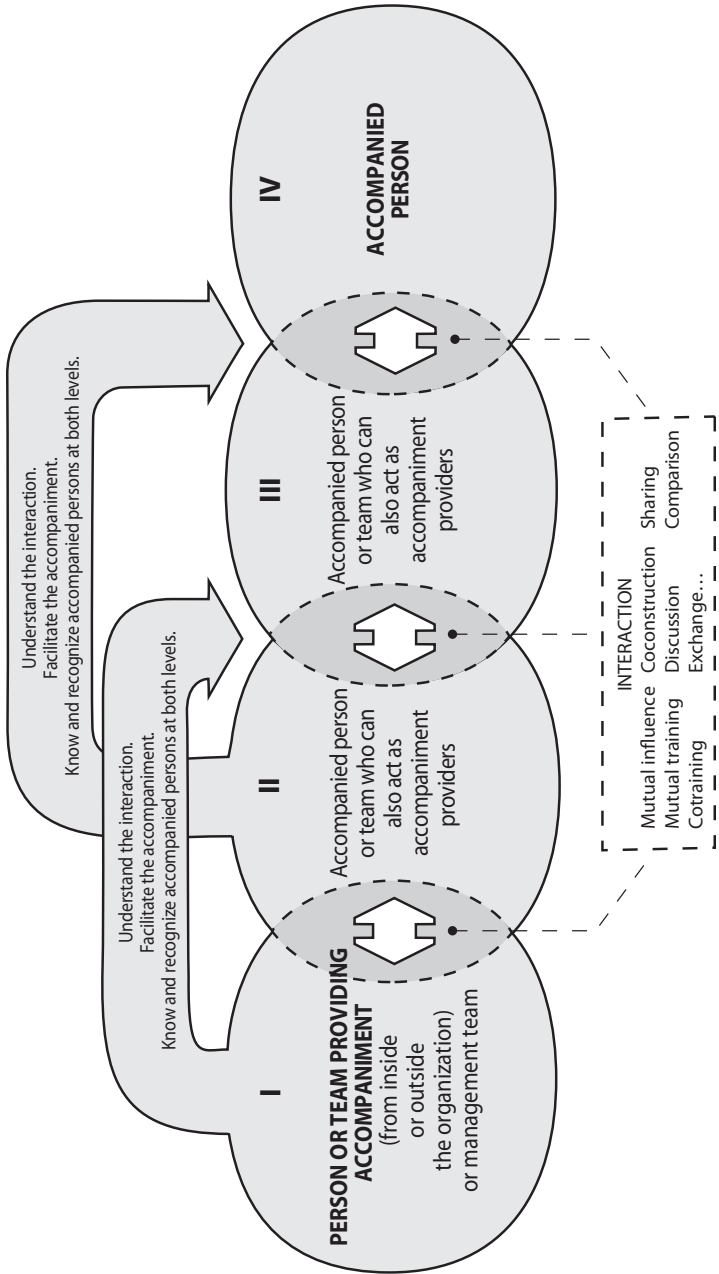 Understand the interaction.
Facilitate the accompaniment.
Know and recognize accompanied persons at both levels.
Understand the interaction.
Facilitate the accompaniment.
Know and recognize accompanied persons at both levels.
I
PERSON OR TEAM PROVIDING
ACCOMPANIMENT
(from inside
or outside
the organization)
or management team
II
Accompanied person
or team who can
also act as
accompaniment
providers
III
Accompanied person
or team who can
also act as
accompaniment
providers
IV
ACCOMPANIED
PERSON
INTERACTION
Mutual influence Coconstruction Sharing
Mutual training Discussion Comparison
Cotraining Exchange...